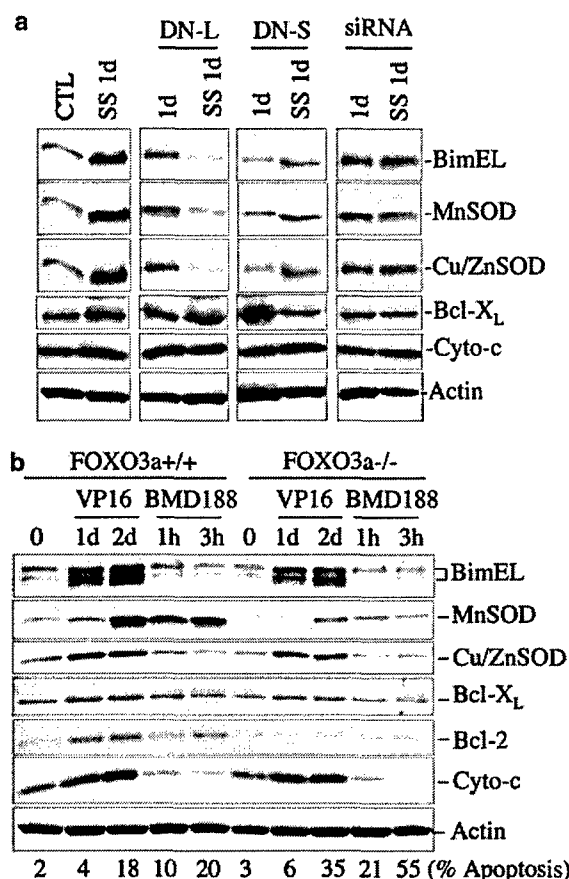 a
DN-L DN-S siRNA
CTL SS 1d 1d SS 1d 1d SS 1d 1d SS 1d
-BimEL
-MnSOD
-Cu/ZnSOD
-Bcl-XL
-Cyto-c
-Actin
b
FOXO3a+/+ FOXO3a-/-
VP16 BMD188 VP16 BMD188
0 1d 2d 1h 3h 0 1d 2d 1h 3h
BimEL
-MnSOD
-Cu/ZnSOD
-Bcl-XL
-Bcl-2
-Cyto-c
-Actin
2 4 18 10 20 3 6 35 21 55 (% Apoptosis)